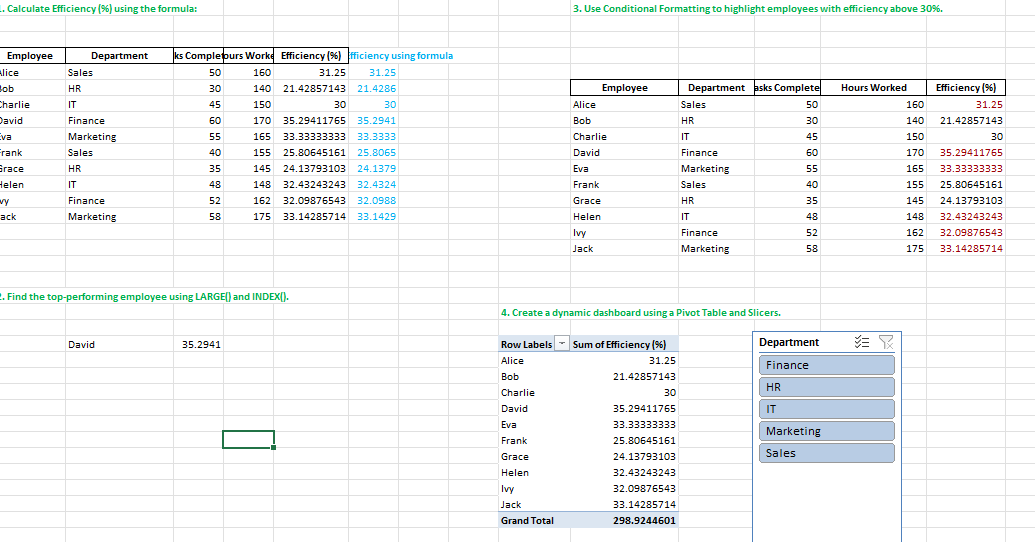 . Calculate Efficiency (%) using the formula:
Employee Department ks Complet ours Worke Efficiency (%) fficiency using formula
lice Sales 50 160 31.25 31.25
ob HR 30 140 21.42857143 21.4286
harlie IT 45 150 30 30
avid Finance 60 170 35.29411765 35.2941
va Marketing 55 165 33.33333333 33.3333
rank Sales 40 155 25.80645161 25.8065
race HR 35 145 24.13793103 24.1379
elen IT 48 148 32.43243243 32.4324
vy Finance 52 162 32.09876543 32.0988
ack Marketing 58 175 33.14285714 33.1429
. Find the top-performing employee using LARGE() and INDEX().
David 35.2941
3. Use Conditional Formatting to highlight employees with efficiency above 30%.
Employee Department asks Complete Hours Worked Efficiency (%)
Alice Sales 50 160 31.25
Bob HR 30 140 21.42857143
Charlie IT 45 150 30
David Finance 60 170 35.29411765
Eva Marketing 55 165 33.33333333
Frank Sales 40 155 25.80645161
Grace HR 35 145 24.13793103
Helen IT 48 148 32.43243243
Ivy Finance 52 162 32.09876543
Jack Marketing 58 175 33.14285714
4. Create a dynamic dashboard using a Pivot Table and Slicers.
Row Labels Sum of Efficiency (%)
Alice 31.25
Bob 21.42857143
Charlie 30
David 35.29411765
Eva 33.33333333
Frank 25.80645161
Grace 24.13793103
Helen 32.43243243
Ivy 32.09876543
Jack 33.14285714
Grand Total 298.9244601
Department
Finance
HR
IT
Marketing
Sales